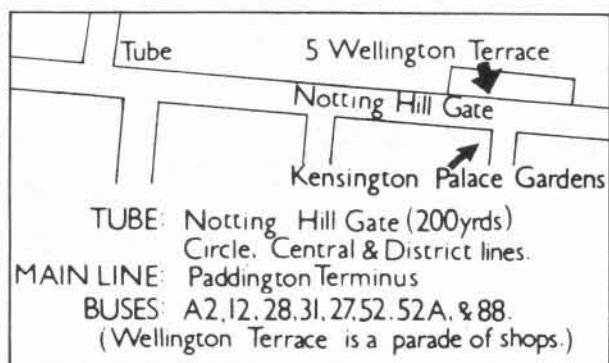 Tube
5 Wellington Terrace
Notting Hill Gate
Kensington Palace Gardens
TUBE: Notting Hill Gate (200yrds)
Circle, Central & District lines.
MAIN LINE: Paddington Terminus
BUSES: A2, 12, 28, 31, 27, 52, 52A, & 88.
(Wellington Terrace is a parade of shops.)